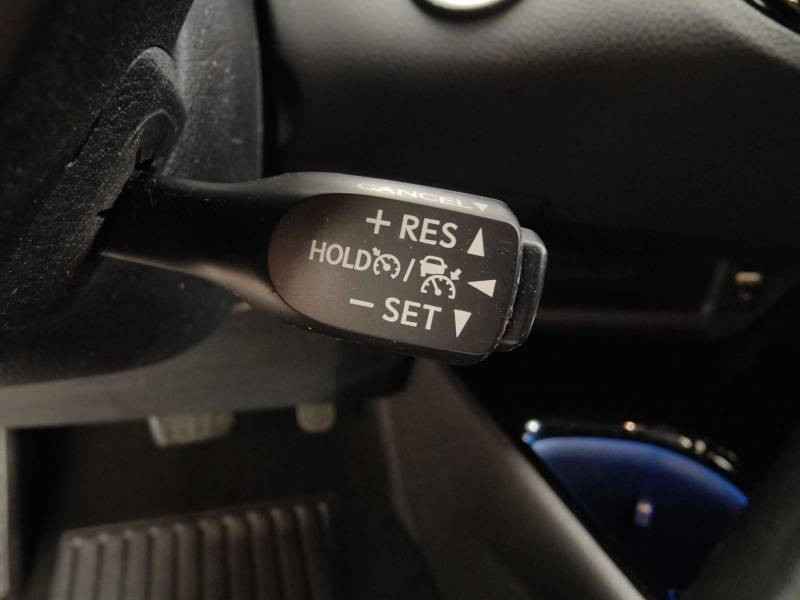 CANCEL
+ RES
HOLD /
- SET